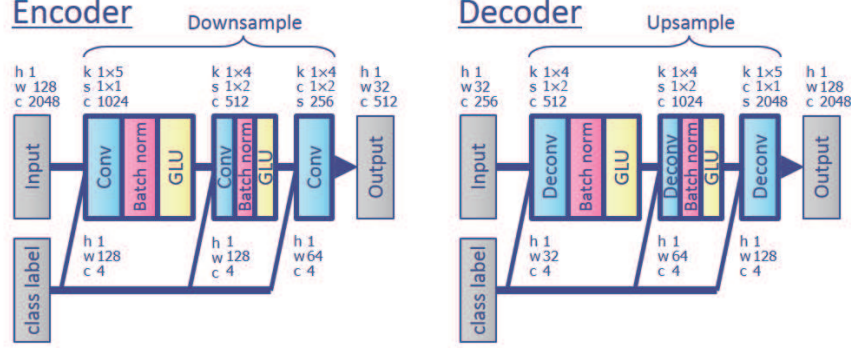 Encoder
Downsample
h 1
w 128
c 2048
k 1×5
s 1×1
c 1024
k 1×4
s 1×2
c 512
k 1×4
c 1×2
s 256
h 1
w 32
c 512
Input
Conv
Batch norm
GLU
Conv
Batch norm
GLU
Conv
Output
class label
h 1
w 128
c 4
h 1
w 128
c 4
h 1
w 64
c 4
Decoder
Upsample
h 1
w 32
c 256
k 1×4
s 1×2
c 512
k 1×4
s 1×2
c 1024
k 1×5
c 1×1
s 2048
h 1
w 128
c 2048
Input
Deconv
Batch norm
GLU
Deconv
Batch norm
GLU
Deconv
Output
class label
h 1
w 32
c 4
h 1
w 64
c 4
h 1
w 128
c 4